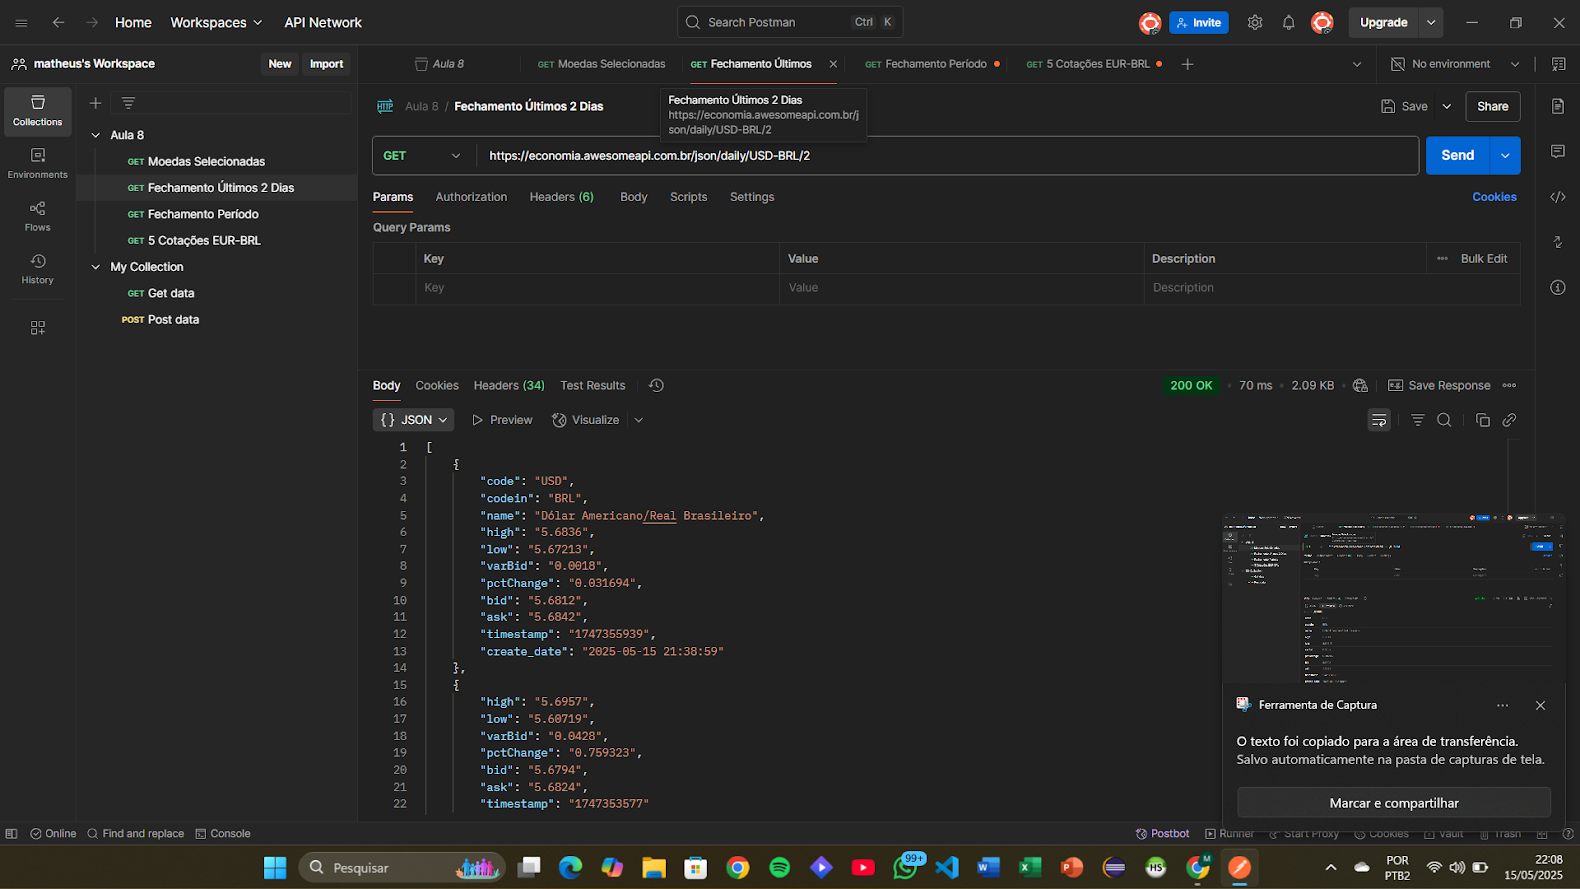 Home
Workspaces
API Network
Search Postman
Ctrl K
Invite
Upgrade
matheus's Workspace
New
Import
Aula 8
GET Moedas Selecionadas
GET Fechamento Últimos
GET Fechamento Período
GET 5 Cotações EUR-BRL
No environment
Collections
Environments
Flows
History
Aula 8
GET Moedas Selecionadas
GET Fechamento Últimos 2 Dias
GET Fechamento Período
GET 5 Cotações EUR-BRL
My Collection
GET Get data
POST Post data
HTTP Aula 8 / Fechamento Últimos 2 Dias
Fechamento Últimos 2 Dias
https://economia.awesomeapi.com.br/j
son/daily/USD-BRL/2
Save
Share
GET
https://economia.awesomeapi.com.br/json/daily/USD-BRL/2
Send
Params Authorization Headers (6) Body Scripts Settings
Cookies
Query Params
Key Value Description Bulk Edit
Key Value Description
Body Cookies Headers (34) Test Results
200 OK • 70 ms • 2.09 KB
Save Response
{} JSON
Preview
Visualize
1 [
2 {
3 "code": "USD",
4 "codein": "BRL",
5 "name": "Dólar Americano/Real Brasileiro",
6 "high": "5.6836",
7 "low": "5.67213",
8 "varBid": "0.0018",
9 "pctChange": "0.031694",
10 "bid": "5.6812",
11 "ask": "5.6842",
12 "timestamp": "1747355939",
13 "create_date": "2025-05-15 21:38:59"
14 },
15 {
16 "high": "5.6957",
17 "low": "5.60719",
18 "varBid": "0.0428",
19 "pctChange": "0.759323",
20 "bid": "5.6794",
21 "ask": "5.6824",
22 "timestamp": "1747353577"
Ferramenta de Captura
O texto foi copiado para a área de transferência.
Salvo automaticamente na pasta de capturas de tela.
Marcar e compartilhar
Online
Find and replace
Console
Postbot
Runner
Start Proxy
Cookies
Vault
Trash
Pesquisar
99+
HS
M
POR
PTB2
22:08
15/05/2025